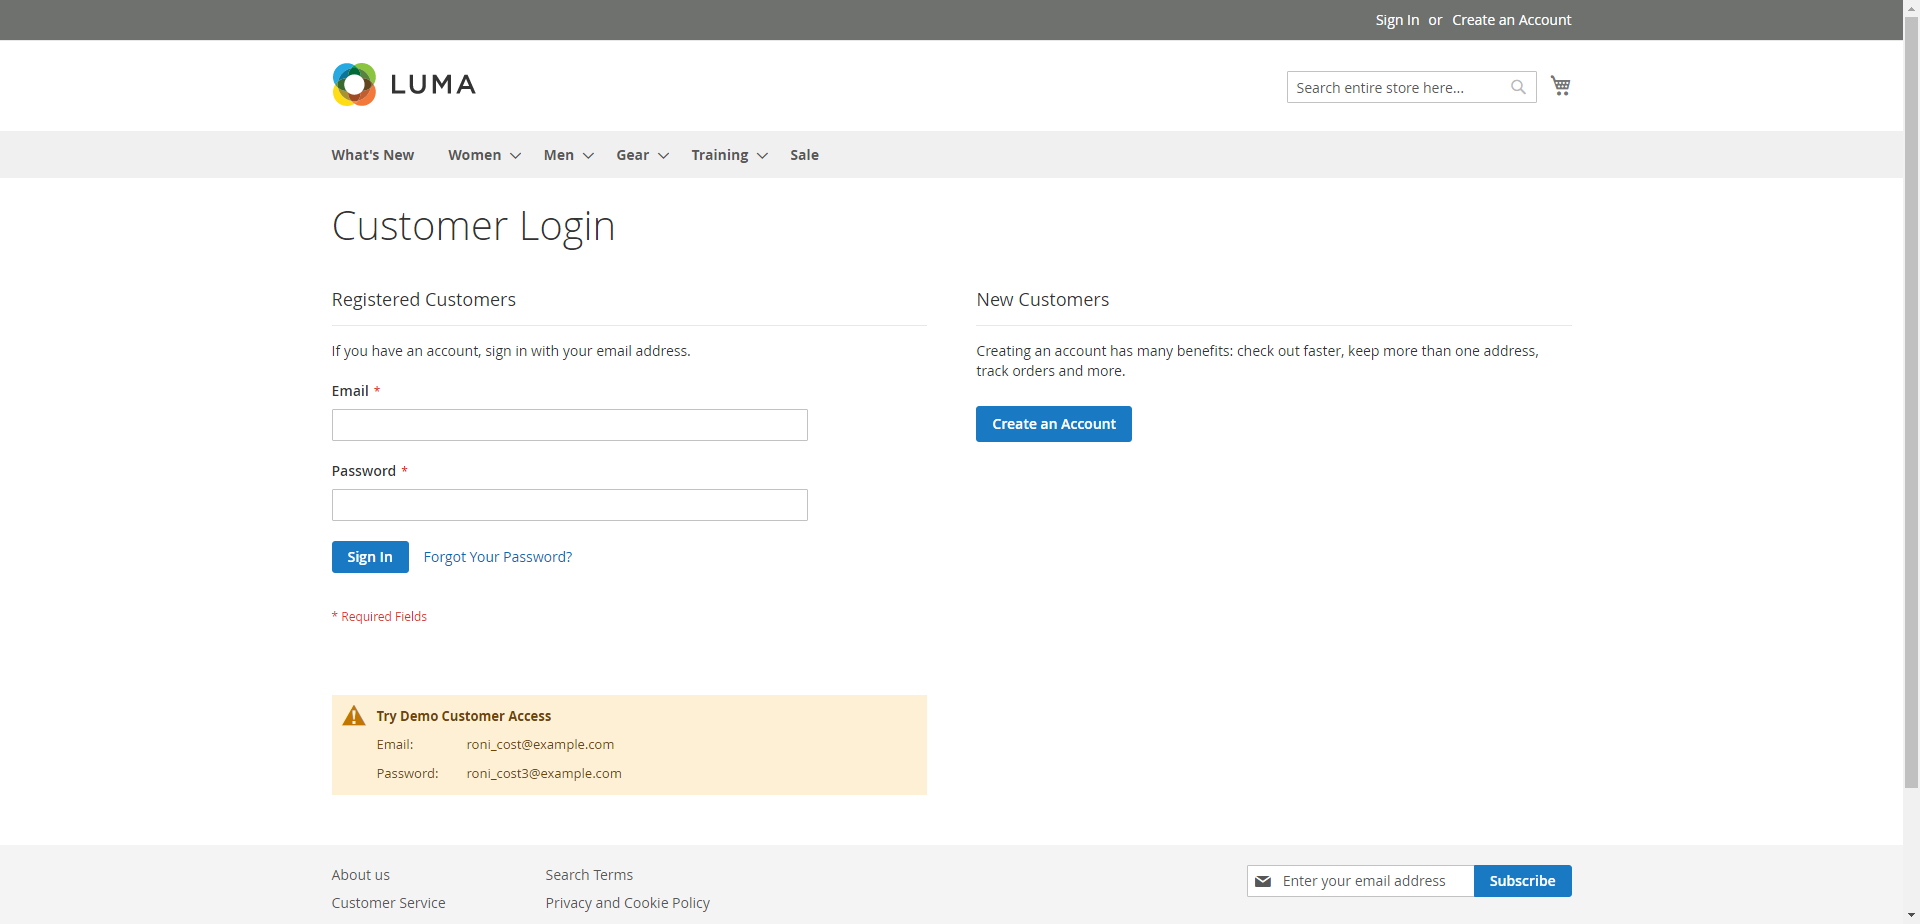 Sign In or Create an Account
LUMA
Search entire store here...
What's New Women Men Gear Training Sale
Customer Login
Registered Customers
If you have an account, sign in with your email address.
Email *
Password *
Sign In Forgot Your Password?
* Required Fields
New Customers
Creating an account has many benefits: check out faster, keep more than one address,
track orders and more.
Create an Account
Try Demo Customer Access
Email: roni_cost@example.com
Password: roni_cost3@example.com
About us
Customer Service
Search Terms
Privacy and Cookie Policy
Enter your email address Subscribe